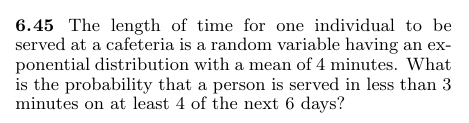 6.45 The length of time for one individual to be
served at a cafeteria is a random variable having an ex-
ponential distribution with a mean of 4 minutes. What
is the probability that a person is served in less than 3
minutes on at least 4 of the next 6 days?